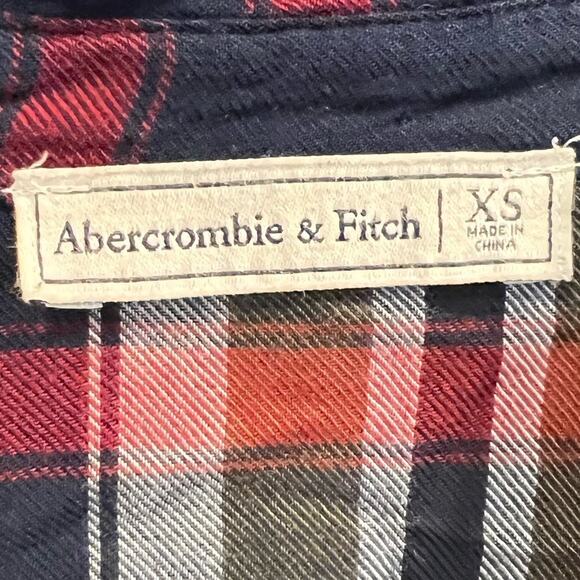 Abercrombie & Fitch
XS
MADE IN
CHINA